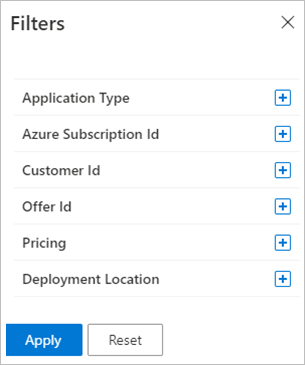 Filters
Application Type
Azure Subscription Id
Customer Id
Offer Id
Pricing
Deployment Location
Apply Reset